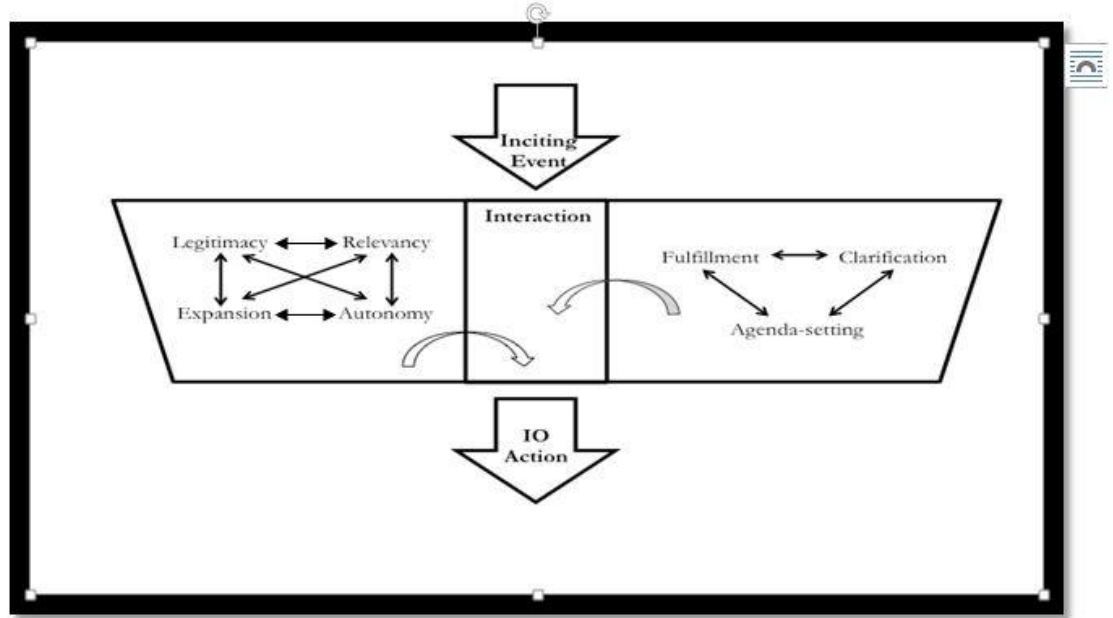 Inciting
Event
Interaction
Legitimacy Relevancy
Expansion Autonomy
Fulfillment Clarification
Agenda-setting
IO
Action